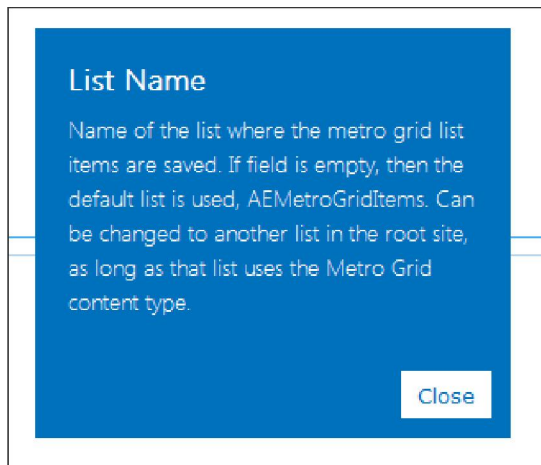 List Name
Name of the list where the metro grid list
items are saved. If field is empty, then the
default list is used, AEMetroGridItems. Can
be changed to another list in the root site,
as long as that list uses the Metro Grid
content type.
Close